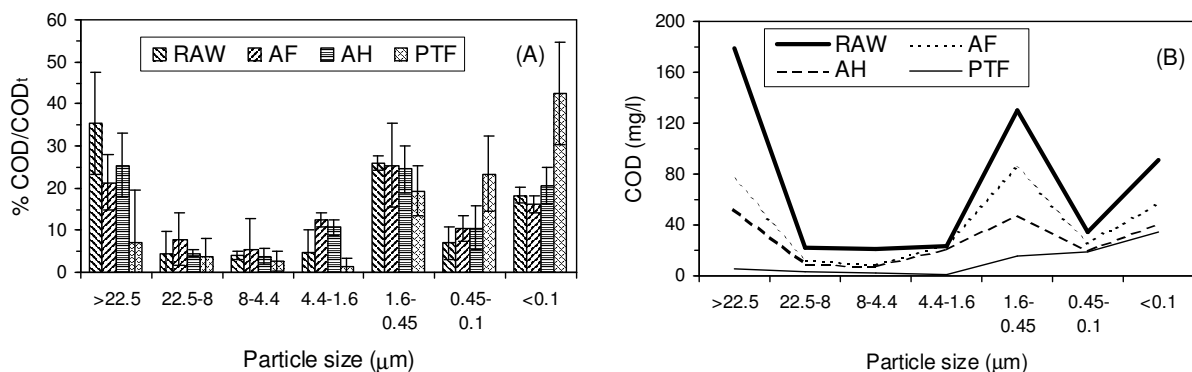 60
50
40
30
20
10
0
% COD/CODt
RAW AF AH PTF
(A)
>22.5 22.5-8 8-4.4 4.4-1.6 1.6-0.45 0.45-0.1 <0.1
Particle size (μm)
200
160
120
80
40
0
COD (mg/l)
RAW AF
AH PTF
(B)
>22.5 22.5-8 8-4.4 4.4-1.6 1.6-0.45 0.45-0.1 <0.1
Particle size (μm)